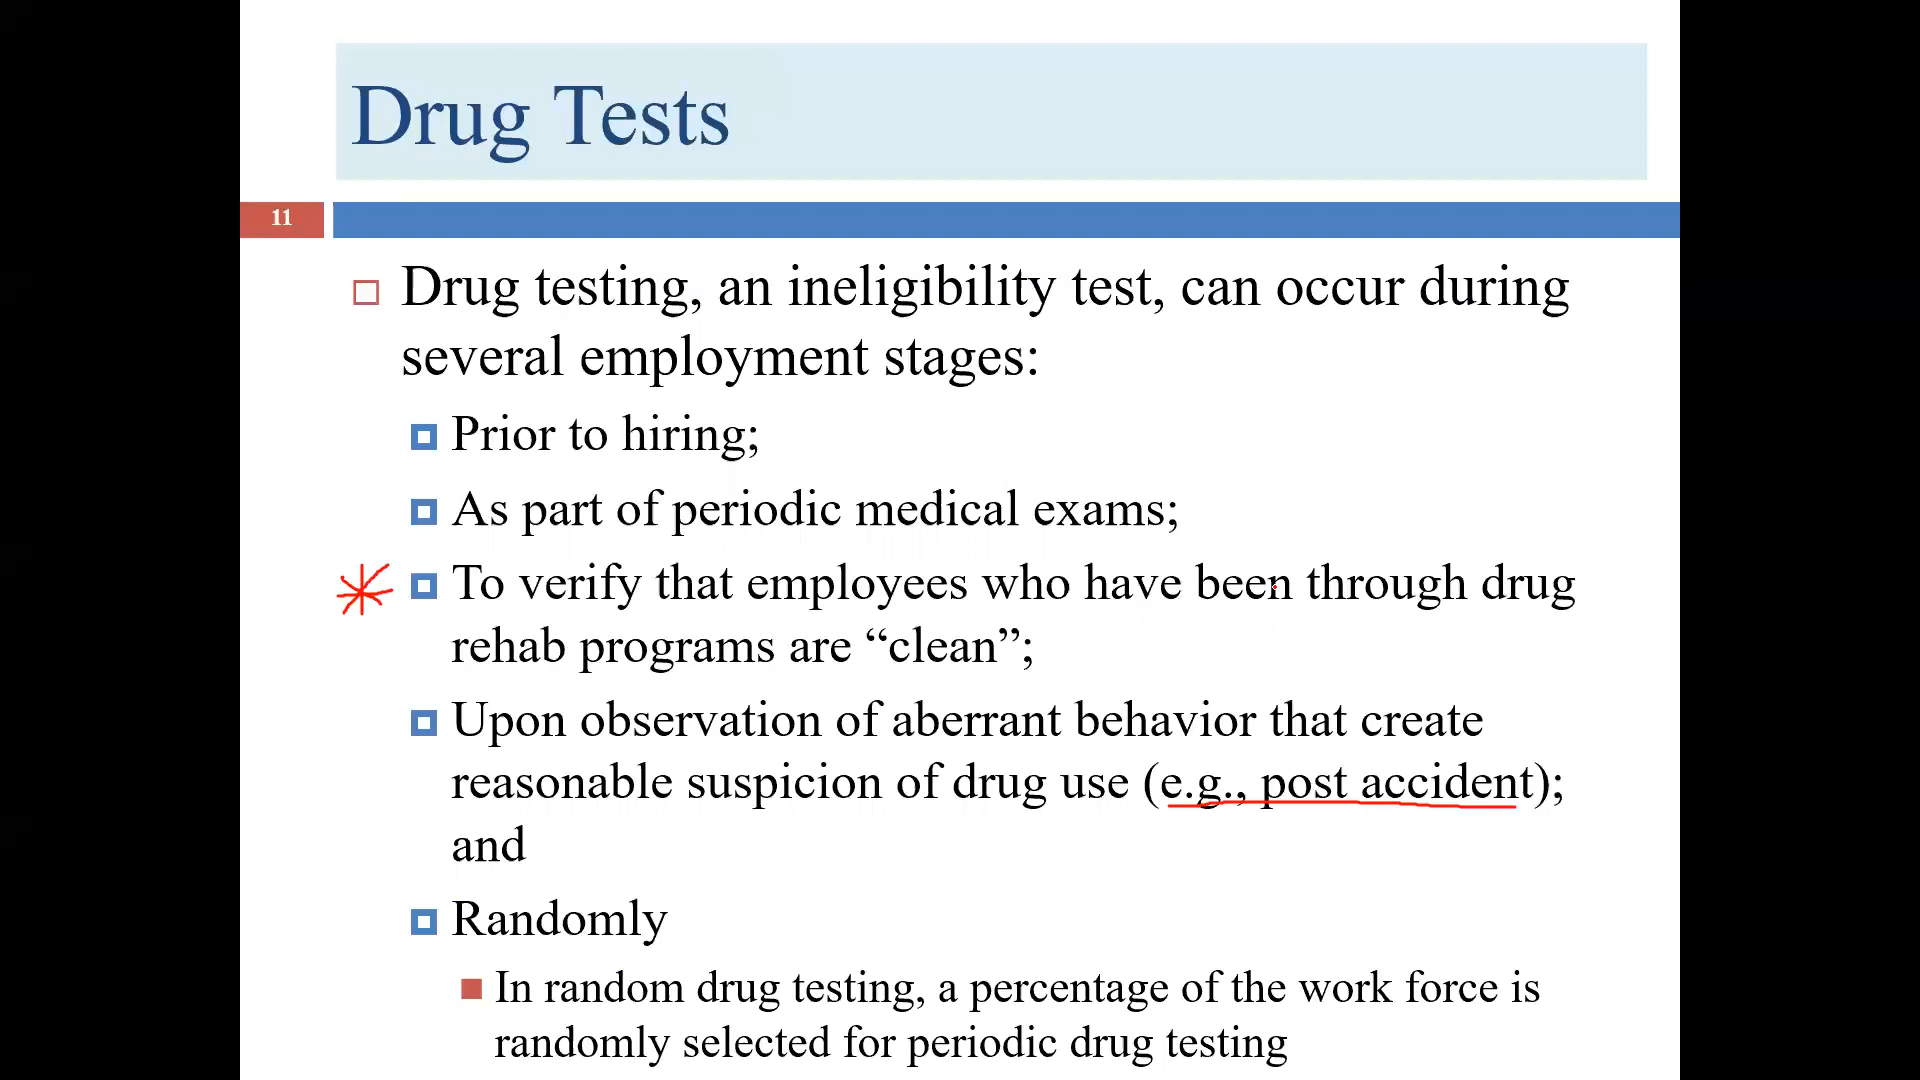 Drug Tests
11
Drug testing, an ineligibility test, can occur during
several employment stages:
Prior to hiring;
As part of periodic medical exams;
To verify that employees who have been through drug
rehab programs are “clean”;
Upon observation of aberrant behavior that create
reasonable suspicion of drug use (e.g., post accident);
and
Randomly
In random drug testing, a percentage of the work force is
randomly selected for periodic drug testing